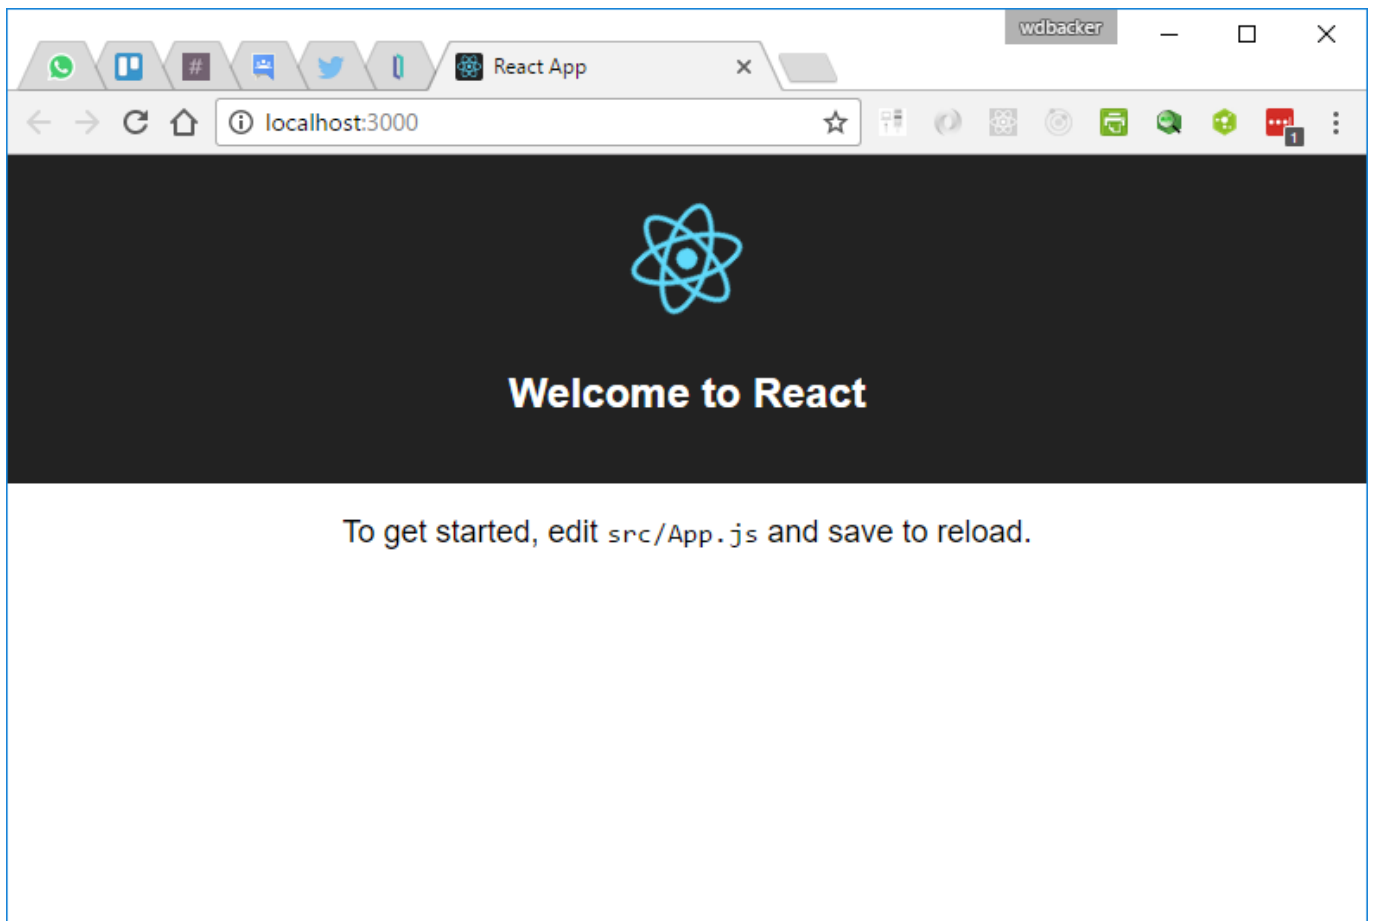 wdbacker
React App
localhost:3000
1
Welcome to React
To get started, edit src/App.js and save to reload.